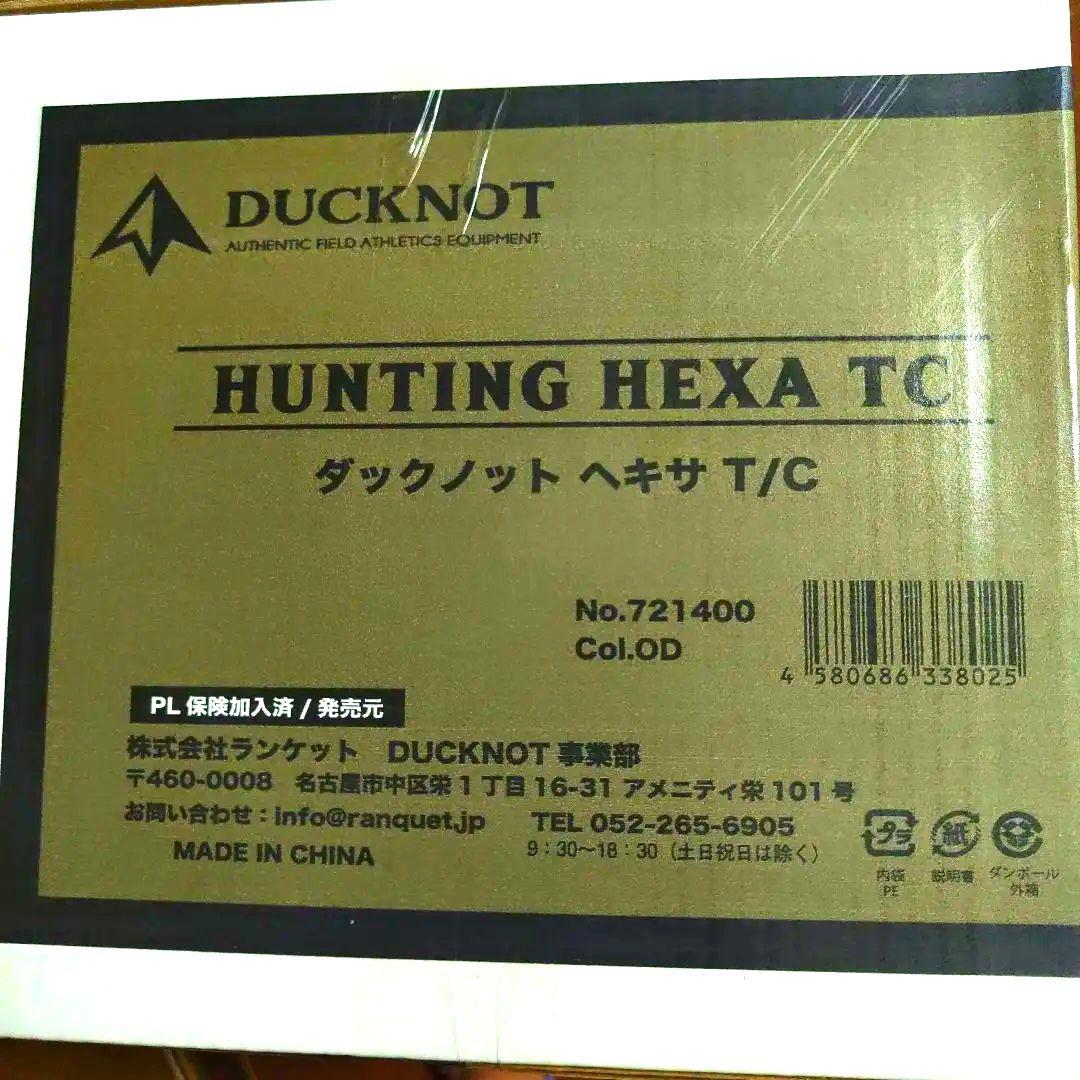 DUCKNOT
AUTHENTIC FIELD ATHLETICS EQUIPMENT
HUNTING HEXA TC
ダックノット ヘキサ T/C
No.721400
Col.OD
4 580686 338025
PL 保険加入済 / 発売元
株式会社ランケット DUCKNOT 事業部
〒460-0008 名古屋市中区栄 1 丁目 16-31 アメニティ栄 101 号
お問い合わせ：info@ranquet.jp TEL 052-265-6905
9：30〜18：30（土日祝日は除く）
MADE IN CHINA
プラ 紙
内袋 説明書 ダンボール
PE 外箱